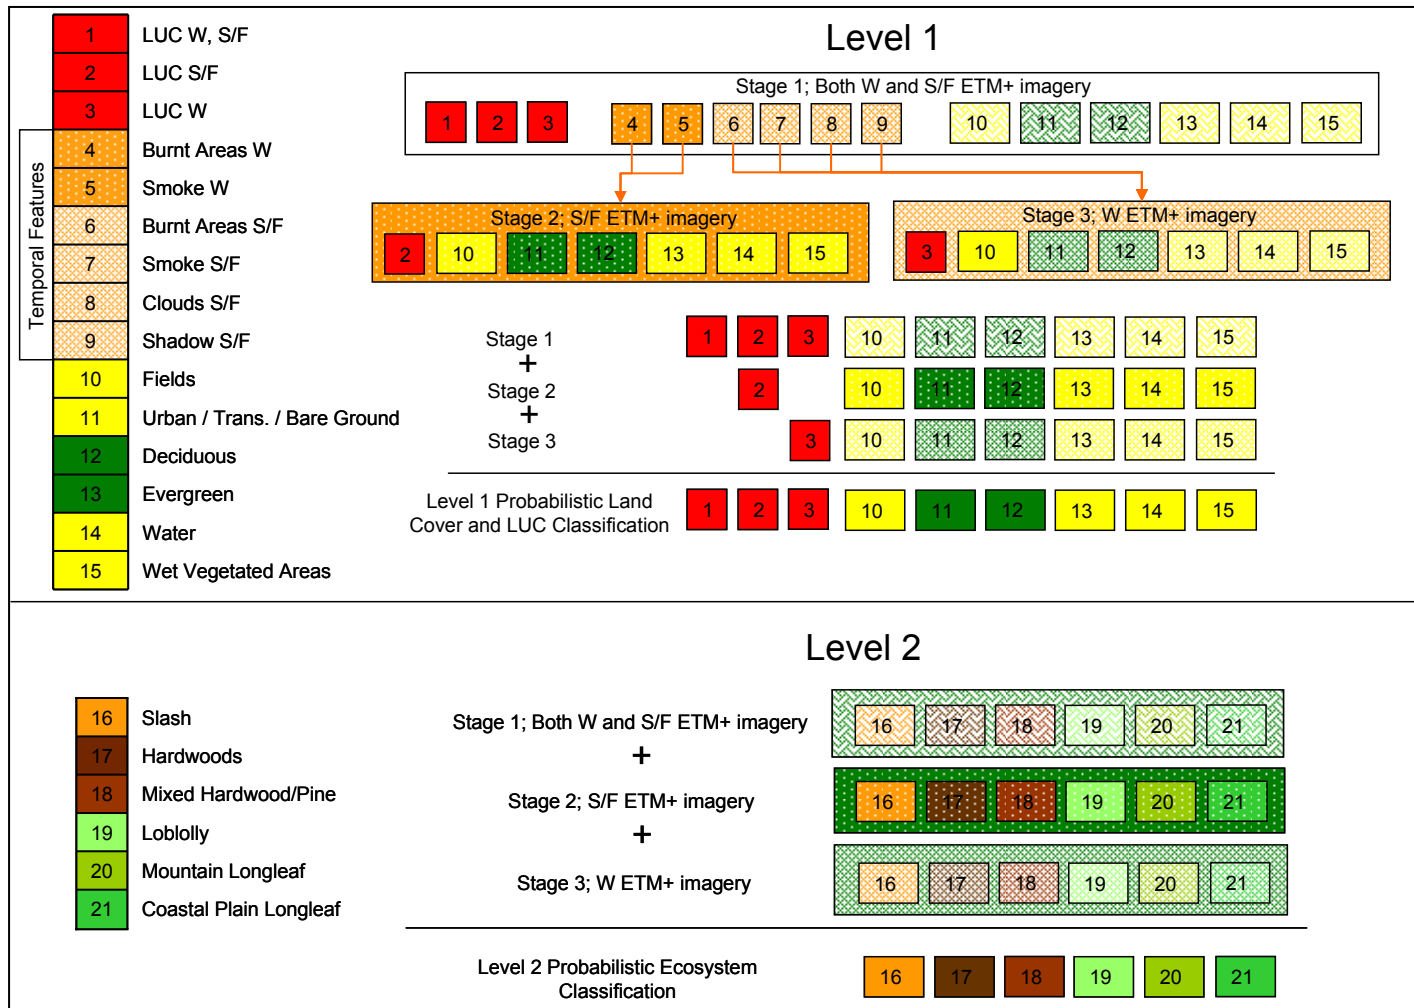 Level 1
1 LUC W, S/F
2 LUC S/F
3 LUC W
4 Burnt Areas W
5 Smoke W
6 Burnt Areas S/F
7 Smoke S/F
8 Clouds S/F
9 Shadow S/F
10 Fields
11 Urban / Trans. / Bare Ground
12 Deciduous
13 Evergreen
14 Water
15 Wet Vegetated Areas
Temporal Features
Stage 1; Both W and S/F ETM+ imagery
1 2 3 4 5 6 7 8 9 10 11 12 13 14 15
Stage 2; S/F ETM+ imagery
2 10 11 12 13 14 15
Stage 3; W ETM+ imagery
3 10 11 12 13 14 15
Stage 1 1 2 3 10 11 12 13 14 15
+
Stage 2 2 10 11 12 13 14 15
+
Stage 3 3 10 11 12 13 14 15
Level 1 Probabilistic Land
Cover and LUC Classification
1 2 3 10 11 12 13 14 15
Level 2
16 Slash
17 Hardwoods
18 Mixed Hardwood/Pine
19 Loblolly
20 Mountain Longleaf
21 Coastal Plain Longleaf
Stage 1; Both W and S/F ETM+ imagery 16 17 18 19 20 21
+
Stage 2; S/F ETM+ imagery 16 17 18 19 20 21
+
Stage 3; W ETM+ imagery 16 17 18 19 20 21
Level 2 Probabilistic Ecosystem
Classification
16 17 18 19 20 21